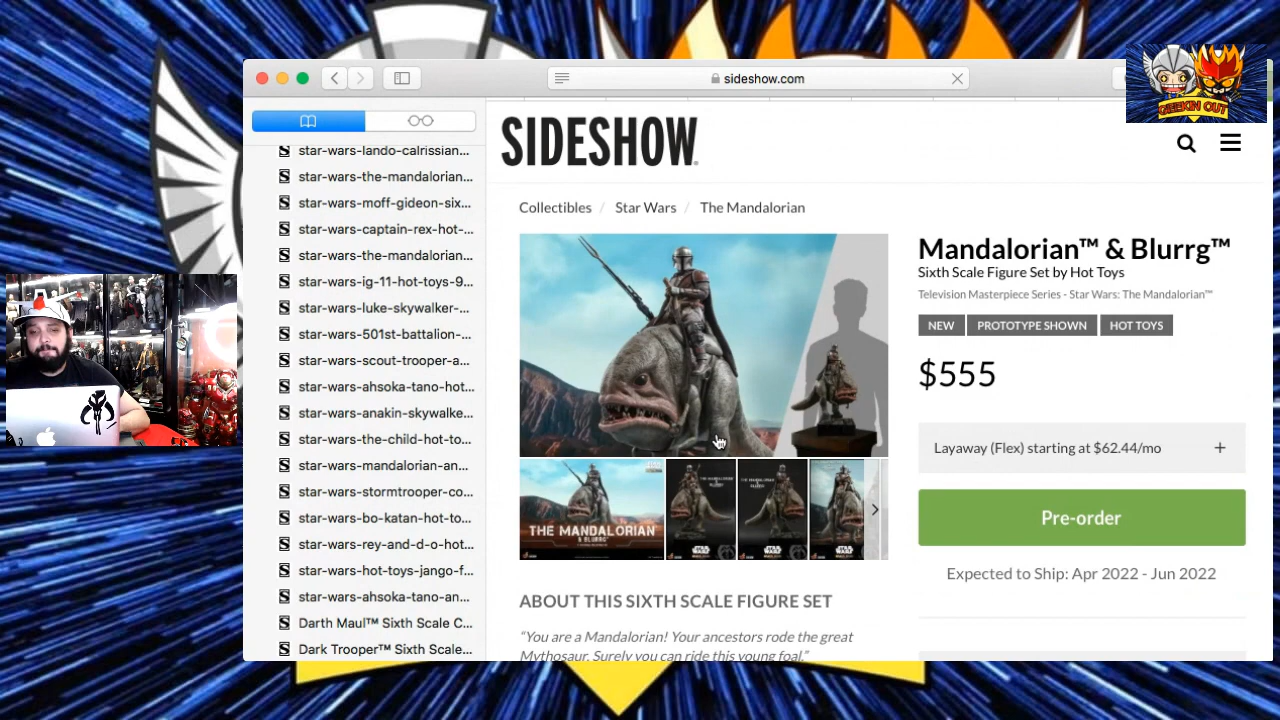 sideshow.com
GEEKIN OUT
star-wars-lando-calrissian...
star-wars-the-mandalorian...
star-wars-moff-gideon-six...
star-wars-captain-rex-hot-...
star-wars-the-mandalorian...
star-wars-ig-11-hot-toys-9...
star-wars-luke-skywalker-...
star-wars-501st-battalion-...
star-wars-scout-trooper-a...
star-wars-ahsoka-tano-hot...
star-wars-anakin-skywalke...
star-wars-the-child-hot-to...
star-wars-mandalorian-an...
star-wars-stormtrooper-co...
star-wars-bo-katan-hot-to...
star-wars-rey-and-d-o-hot...
star-wars-hot-toys-jango-f...
star-wars-ahsoka-tano-an...
Darth Maul™ Sixth Scale C...
Dark Trooper™ Sixth Scale...
SIDESHOW
Collectibles / Star Wars / The Mandalorian
THE MANDALORIAN
& BLURRG™
STAR WARS
STAR WARS
ABOUT THIS SIXTH SCALE FIGURE SET
“You are a Mandalorian! Your ancestors rode the great
Mythosaur. Surely you can ride this young foal.”
Mandalorian™ & Blurrg™
Sixth Scale Figure Set by Hot Toys
Television Masterpiece Series - Star Wars: The Mandalorian™
NEW
PROTOTYPE SHOWN
HOT TOYS
$555
Layaway (Flex) starting at $62.44/mo +
Pre-order
Expected to Ship: Apr 2022 - Jun 2022